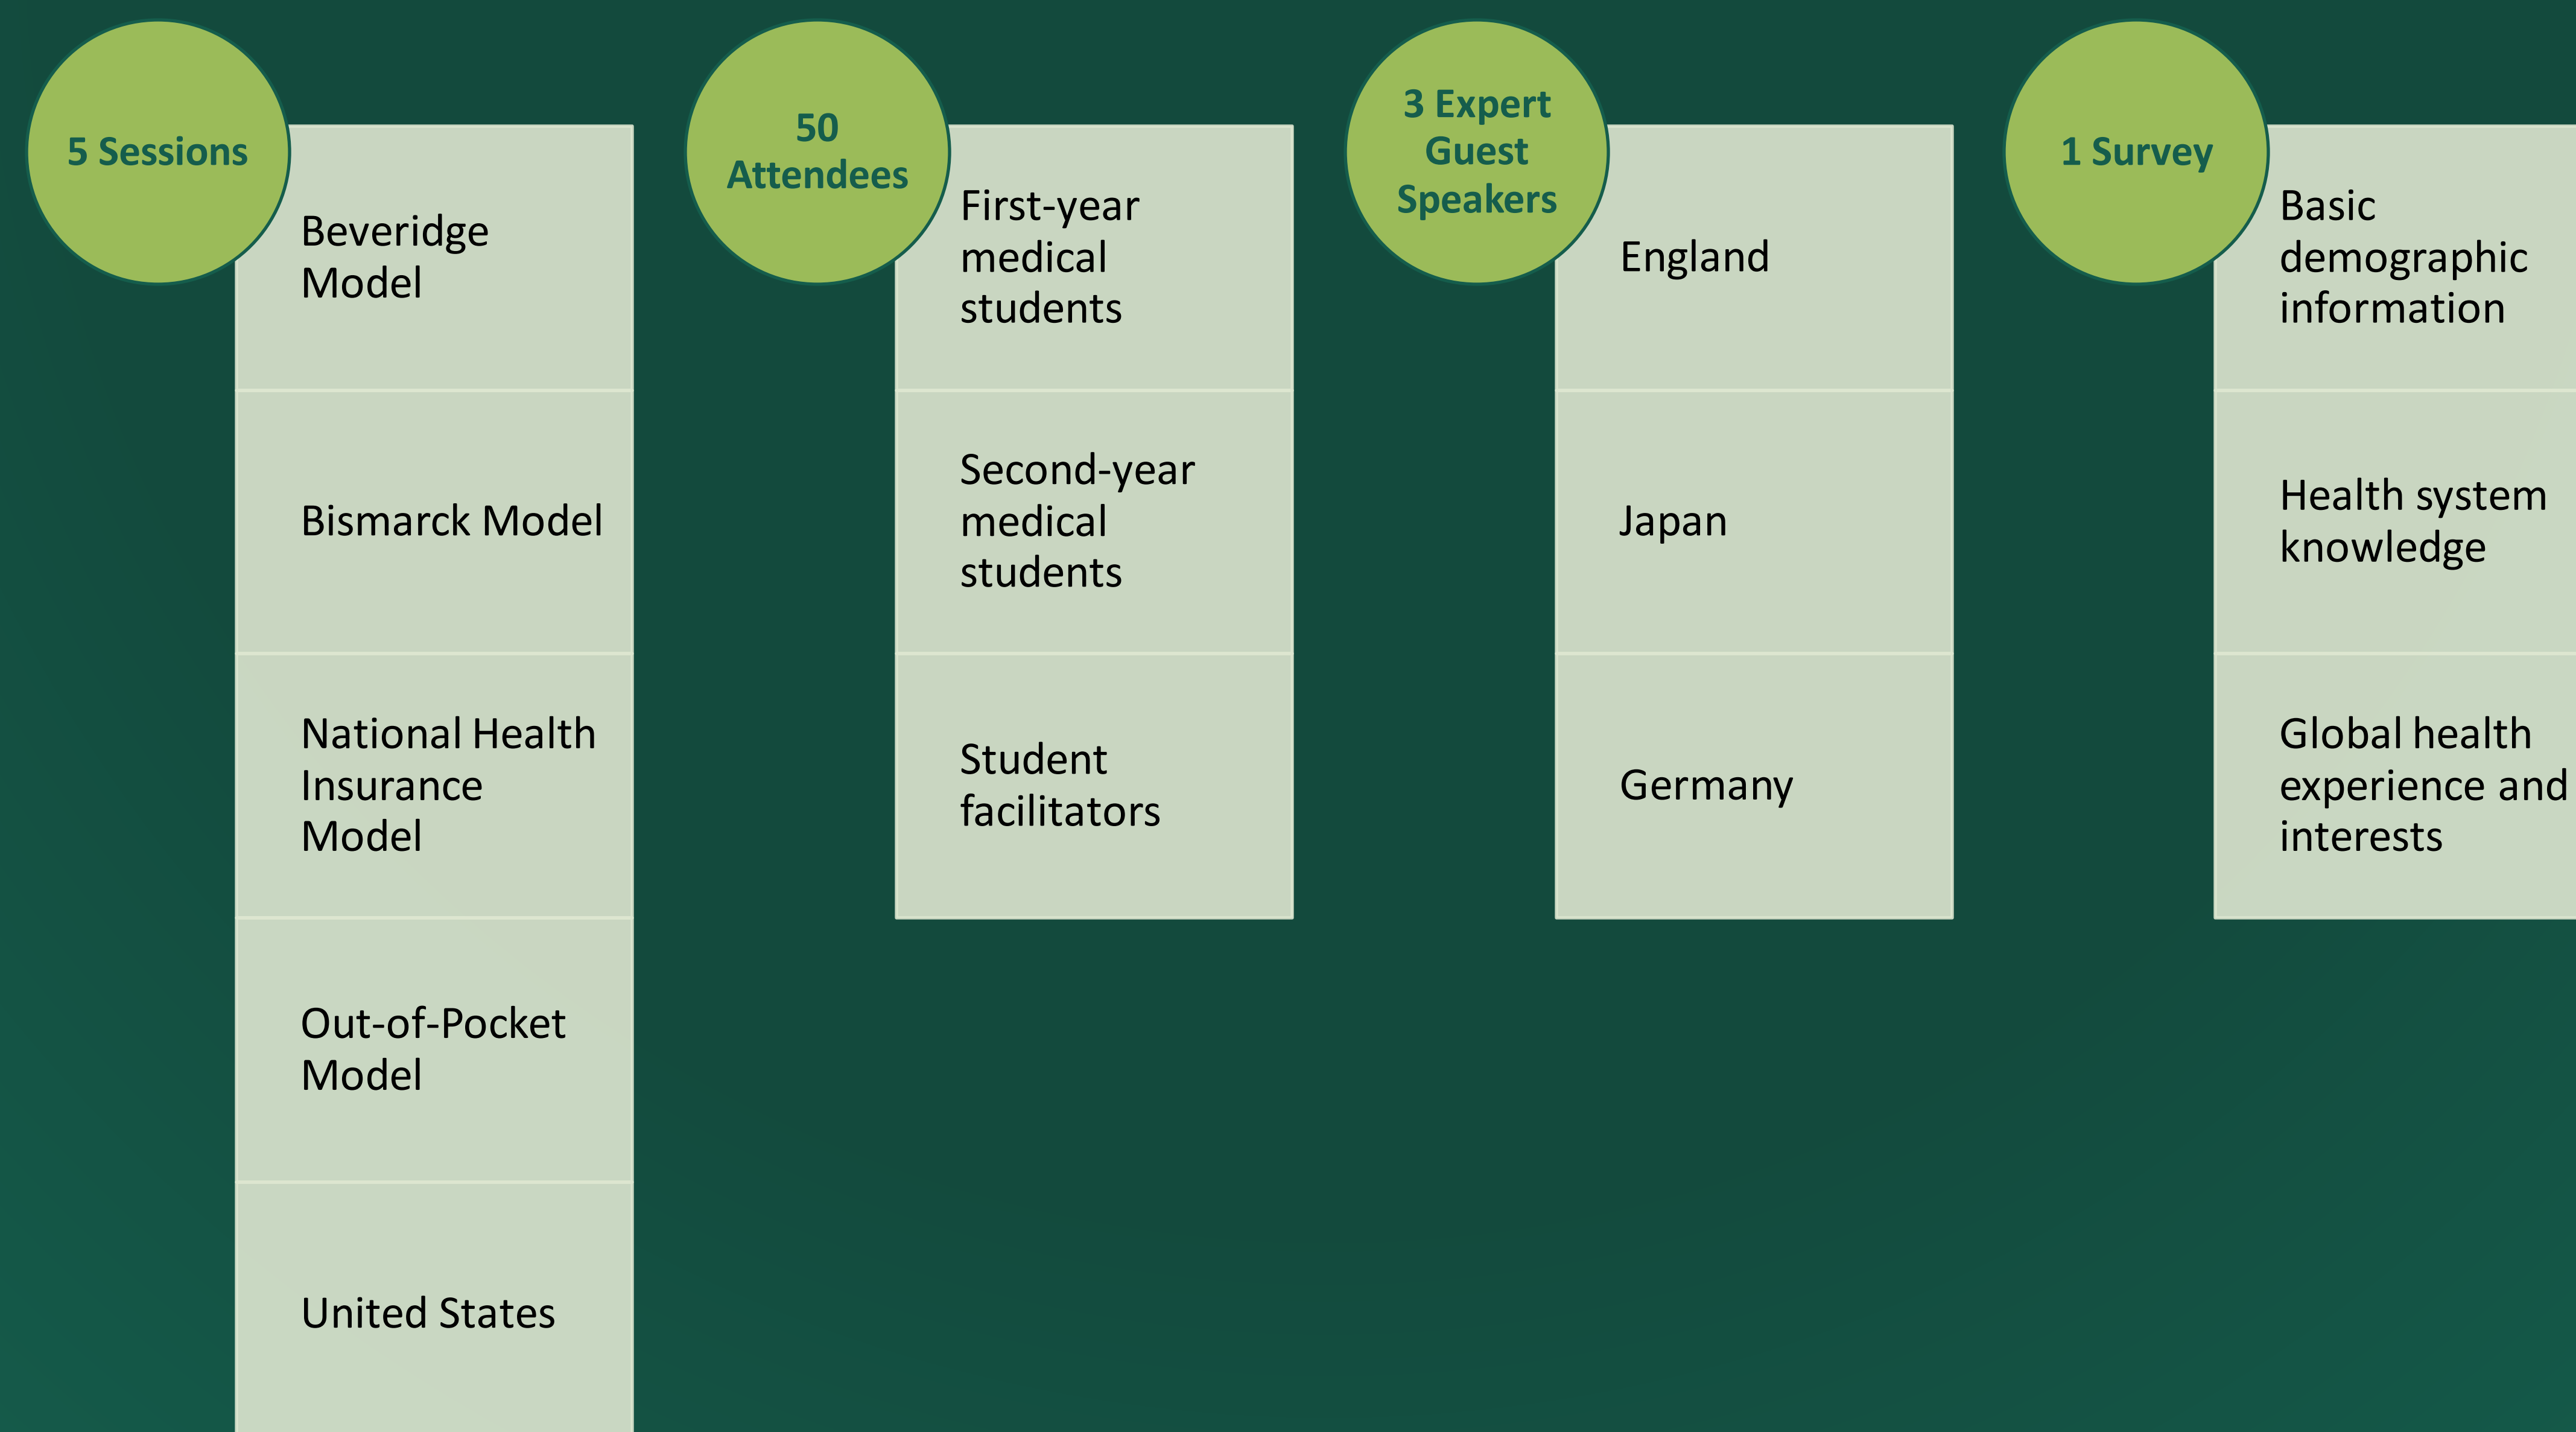 5 Sessions
Beveridge
Model
Bismarck Model
National Health
Insurance
Model
Out-of-Pocket
Model
United States
50
Attendees
First-year
medical
students
Second-year
medical
students
Student
facilitators
3 Expert
Guest
Speakers
England
Japan
Germany
1 Survey
Basic
demographic
information
Health system
knowledge
Global health
experience and
interests